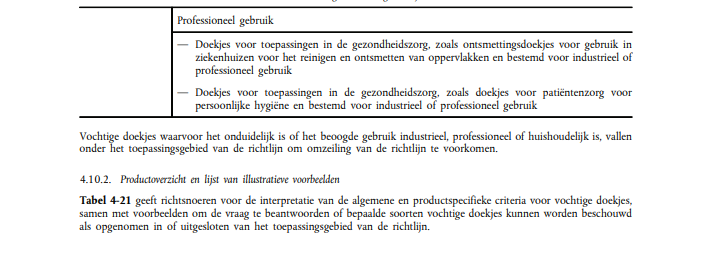 Professioneel gebruik
— Doekjes voor toepassingen in de gezondheidszorg, zoals ontsmettingsdoekjes voor gebruik in
ziekenhuizen voor het reinigen en ontsmetten van oppervlakken en bestemd voor industrieel of
professioneel gebruik
— Doekjes voor toepassingen in de gezondheidszorg, zoals doekjes voor patiëntenzorg voor
persoonlijke hygiëne en bestemd voor industrieel of professioneel gebruik
Vochtige doekjes waarvoor het onduidelijk is of het beoogde gebruik industrieel, professioneel of huishoudelijk is, vallen
onder het toepassingsgebied van de richtlijn om omzeiling van de richtlijn te voorkomen.
4.10.2. Productoverzicht en lijst van illustratieve voorbeelden
Tabel 4-21 geeft richtsnoeren voor de interpretatie van de algemene en productspecifieke criteria voor vochtige doekjes,
samen met voorbeelden om de vraag te beantwoorden of bepaalde soorten vochtige doekjes kunnen worden beschouwd
als opgenomen in of uitgesloten van het toepassingsgebied van de richtlijn.